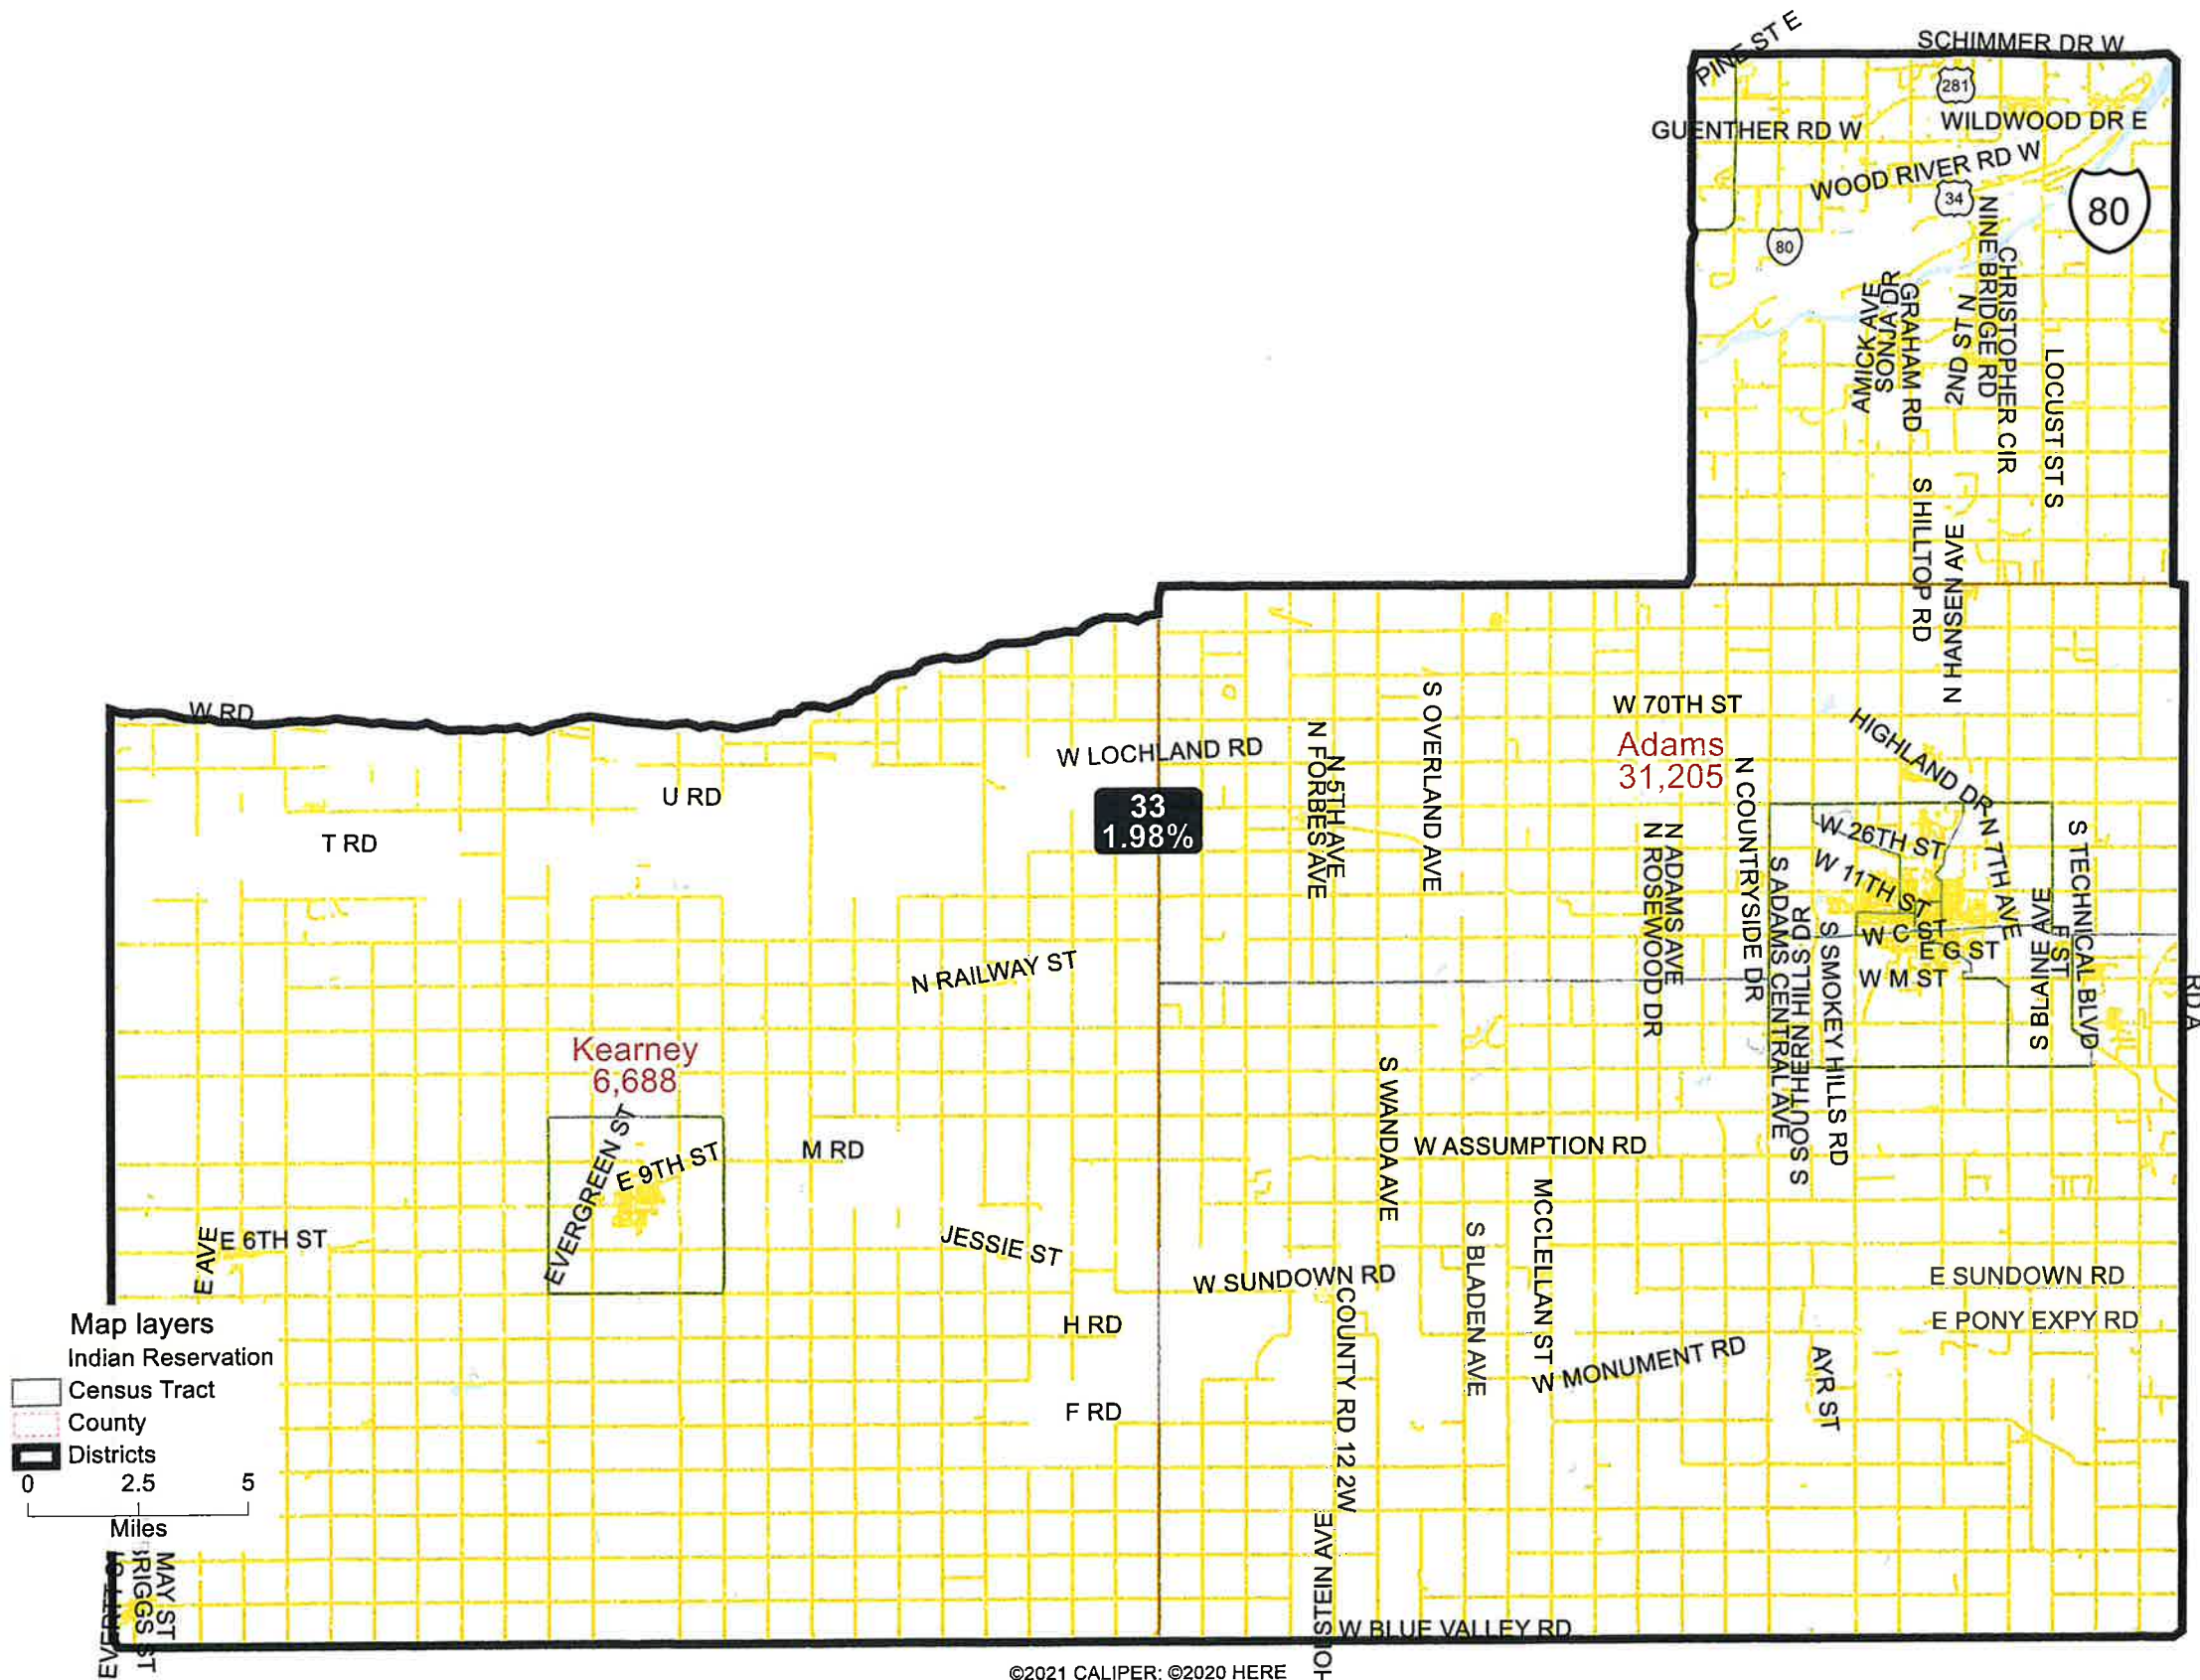 PINE ST E
SCHIMMER DR W
281
GUENTHER RD W
WILDWOOD DR E
WOOD RIVER RD W
34
80
80
NINE BRIDGE RD
CHRISTOPHER CIR
AMICK AVE
SONJA DR
GRAHAM RD
2ND ST N
LOCUST ST S
S HILLTOP RD
N HANSEN AVE
W RD
W LOCHLAND RD
U RD
T RD
33
1.98%
N FORBES AVE
N 5TH AVE
S OVERLAND AVE
W 70TH ST
Adams
31,205
HIGHLAND DR
N COUNTRYSIDE DR
N ADAMS AVE
N ROSEWOOD DR
W 26TH ST
W 11TH ST
N 7TH AVE
S TECHNICAL BLVD
S ADAMS CENTRAL AVE
S SOUTHERN HILLS DR
S SMOKEY HILLS RD
W C ST
E G ST
W M ST
S BLAINE AVE
E ST
RD A
N RAILWAY ST
Kearney
6,688
EVERGREEN ST
E 9TH ST
M RD
S WANDA AVE
W ASSUMPTION RD
MCCLELLAN ST
S BLADEN AVE
E AVE
E 6TH ST
JESSIE ST
W SUNDOWN RD
E SUNDOWN RD
H RD
E PONY EXPY RD
COUNTY RD 12 2W
W MONUMENT RD
AYR ST
F RD
Map layers
Indian Reservation
Census Tract
County
Districts
0 2.5 5
Miles
MAY ST
BRIGGS ST
HOLSTEIN AVE
W BLUE VALLEY RD
©2021 CALIPER; ©2020 HERE